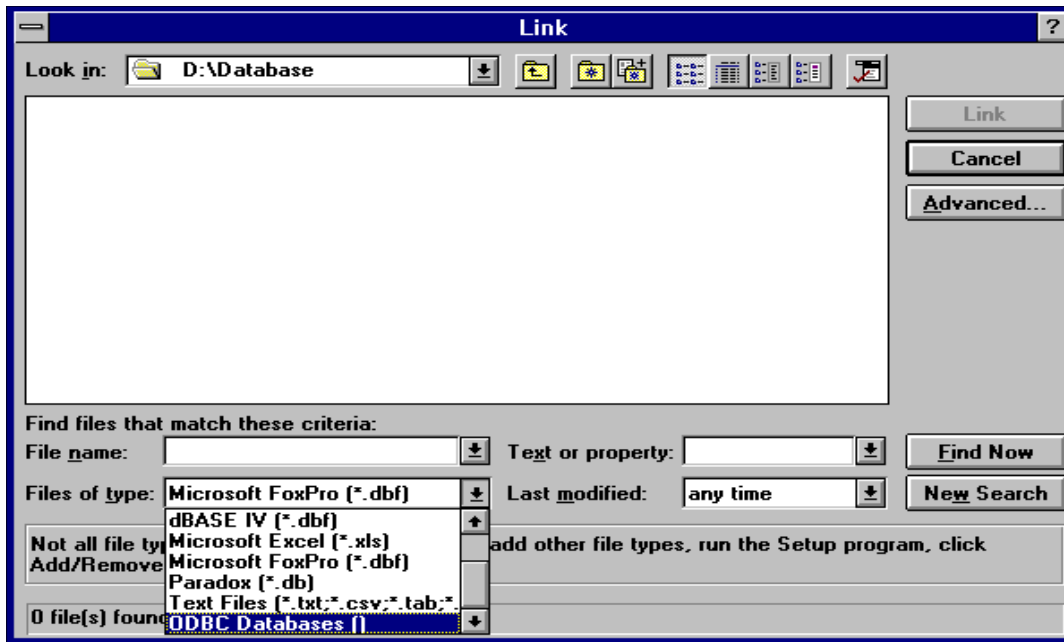 Link
?
Look in: D:\Database
Link
Cancel
Advanced...
Find files that match these criteria:
File name:
Text or property:
Find Now
Files of type: Microsoft FoxPro (*.dbf)
Last modified: any time
New Search
dBASE IV (*.dbf)
Microsoft Excel (*.xls)
Microsoft FoxPro (*.dbf)
Paradox (*.db)
Text Files (*.txt;*.csv;*.tab;*.
ODBC Databases ()
Not all file typ add other file types, run the Setup program, click
Add/Remove
0 file(s) found